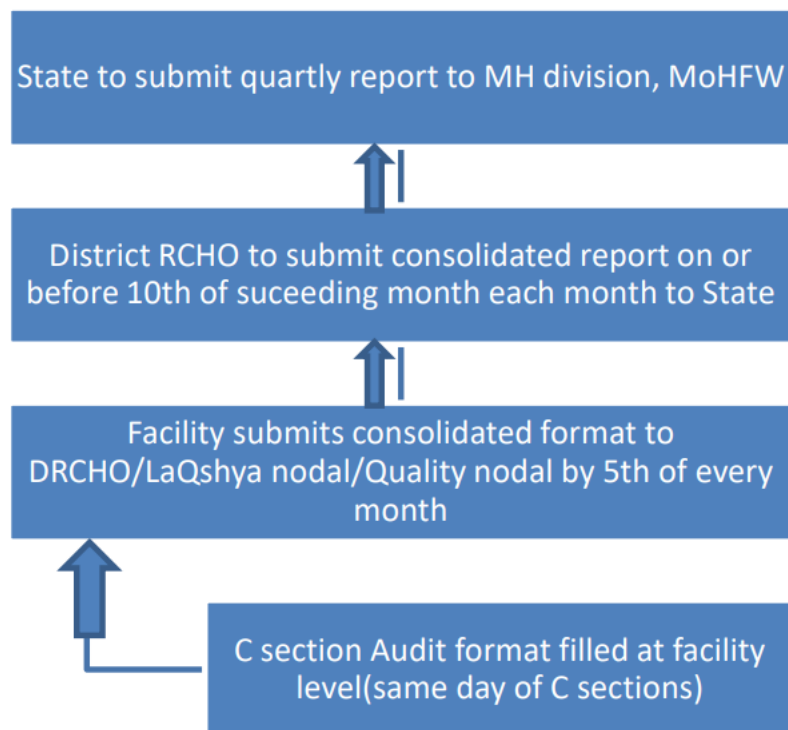 State to submit quartly report to MH division, MoHFW
District RCHO to submit consolidated report on or
before 10th of suceeding month each month to State
Facility submits consolidated format to
DRCHO/LaQshya nodal/Quality nodal by 5th of every
month
C section Audit format filled at facility
level(same day of C sections)